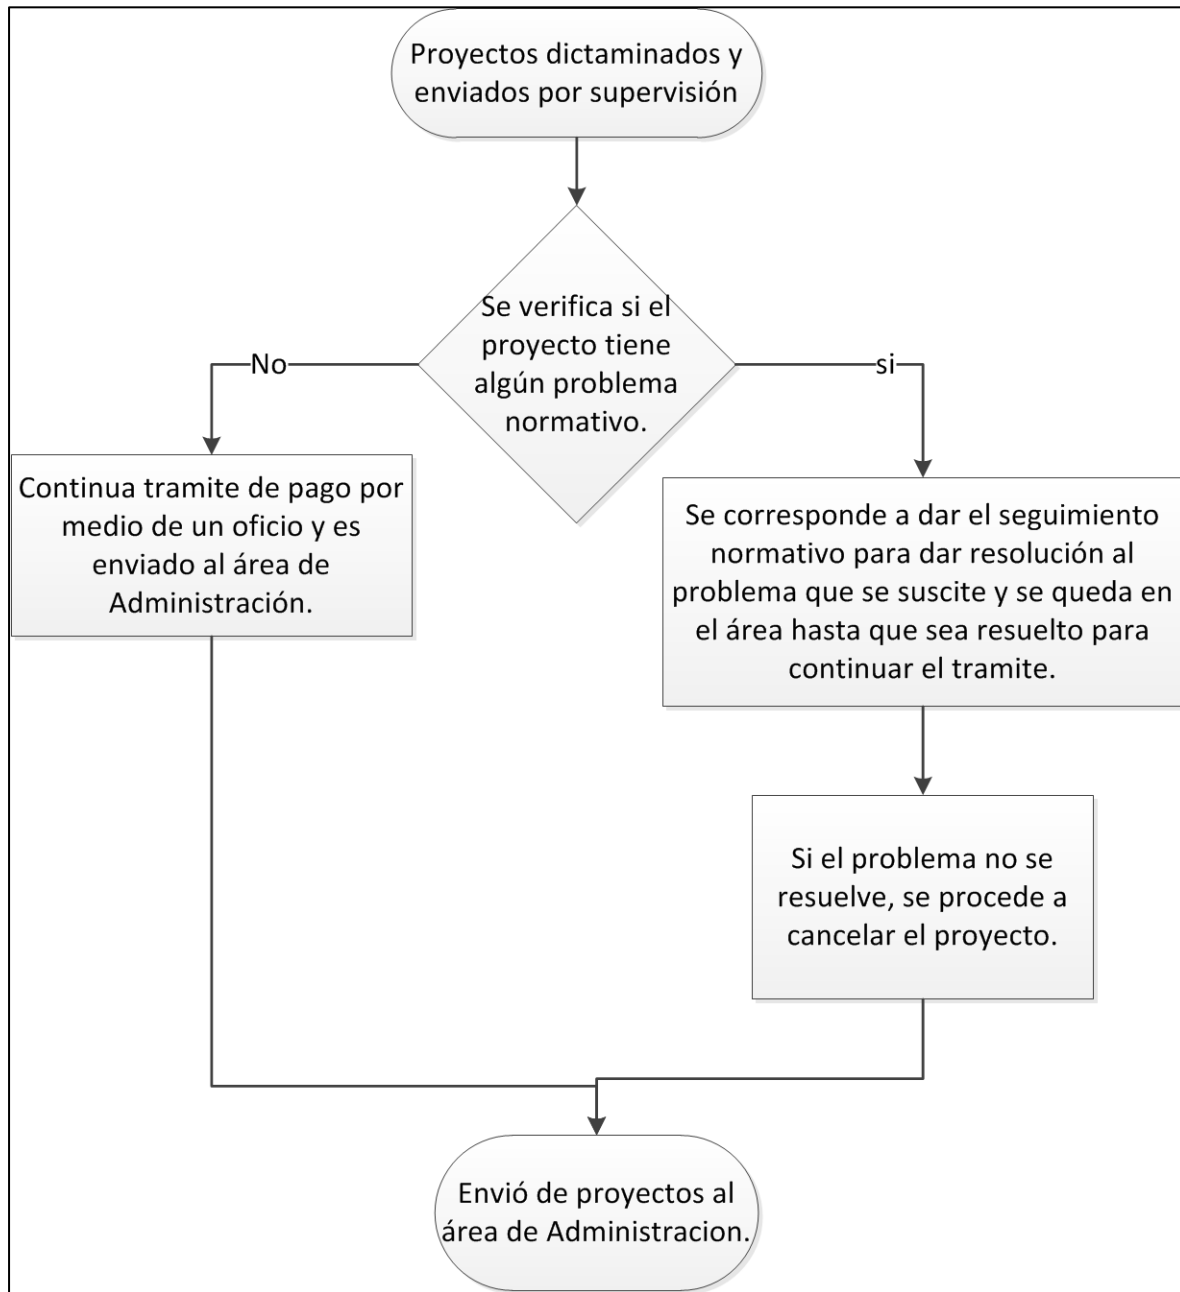 Proyectos dictaminados y
enviados por supervisión
Se verifica si el
proyecto tiene
algún problema
normativo.
No
si
Continua tramite de pago por
medio de un oficio y es
enviado al área de
Administración.
Se corresponde a dar el seguimiento
normativo para dar resolución al
problema que se suscite y se queda en
el área hasta que sea resuelto para
continuar el tramite.
Si el problema no se
resuelve, se procede a
cancelar el proyecto.
Envió de proyectos al
área de Administracion.